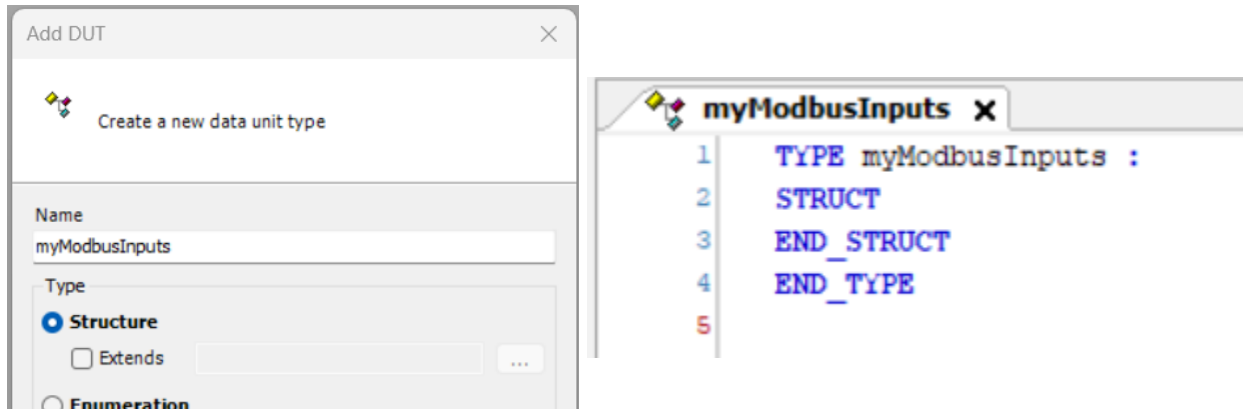 Add DUT
Create a new data unit type
Name
myModbusInputs
Type
Structure
Extends
...
Enumeration
myModbusInputs
1 TYPE myModbusInputs :
2 STRUCT
3 END_STRUCT
4 END_TYPE
5